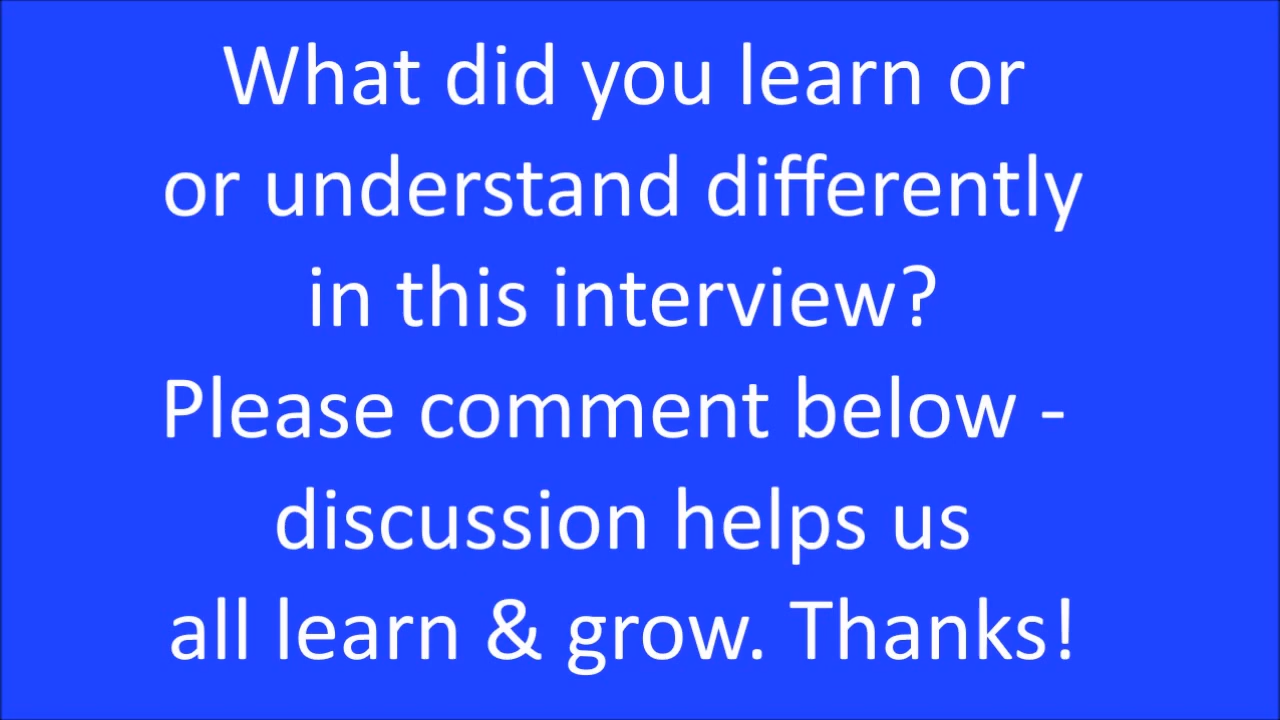 What did you learn or
or understand differently
in this interview?
Please comment below -
discussion helps us
all learn & grow. Thanks!